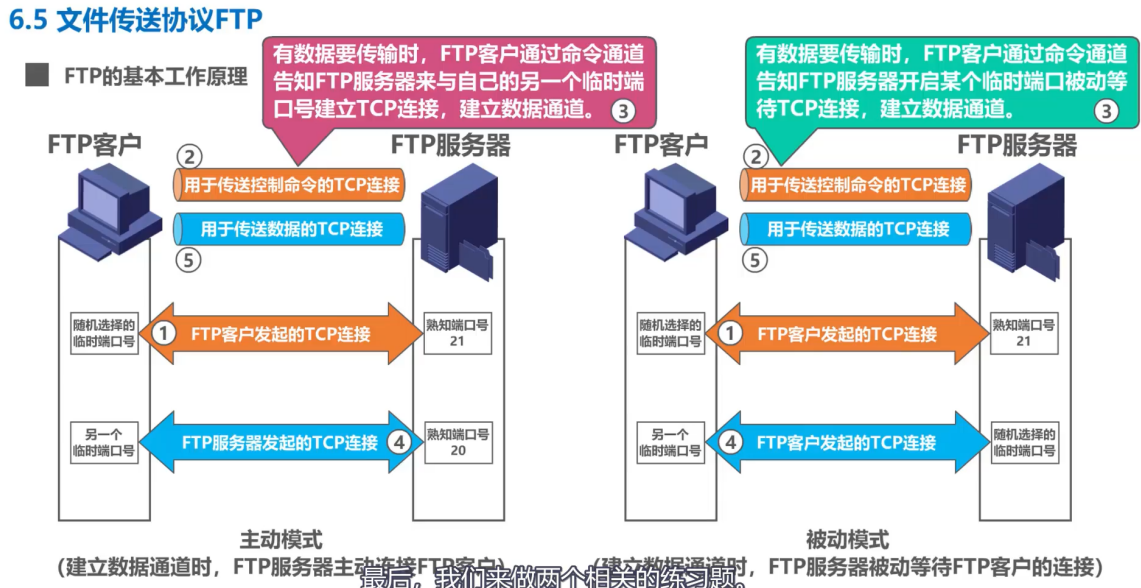 6.5 文件传送协议FTP
FTP的基本工作原理
有数据要传输时，FTP客户通过命令通道
告知FTP服务器来与自己的另一个临时端
口号建立TCP连接，建立数据通道。 ③
FTP客户
FTP服务器
②
用于传送控制命令的TCP连接
用于传送数据的TCP连接
⑤
随机选择的
临时端口号
① FTP客户发起的TCP连接
熟知端口号
21
另一个
临时端口号
FTP服务器发起的TCP连接 ④
熟知端口号
20
主动模式
(建立数据通道时，FTP服务器主动连接FTP客户)
有数据要传输时，FTP客户通过命令通道
告知FTP服务器开启某个临时端口被动等
待TCP连接，建立数据通道。 ③
FTP客户
FTP服务器
②
用于传送控制命令的TCP连接
用于传送数据的TCP连接
⑤
随机选择的
临时端口号
① FTP客户发起的TCP连接
熟知端口号
21
另一个
临时端口号
④ FTP客户发起的TCP连接
随机选择的
临时端口号
被动模式
(建立数据通道时，FTP服务器被动等待FTP客户的连接)
最后，我们来做两个相关的练习题。